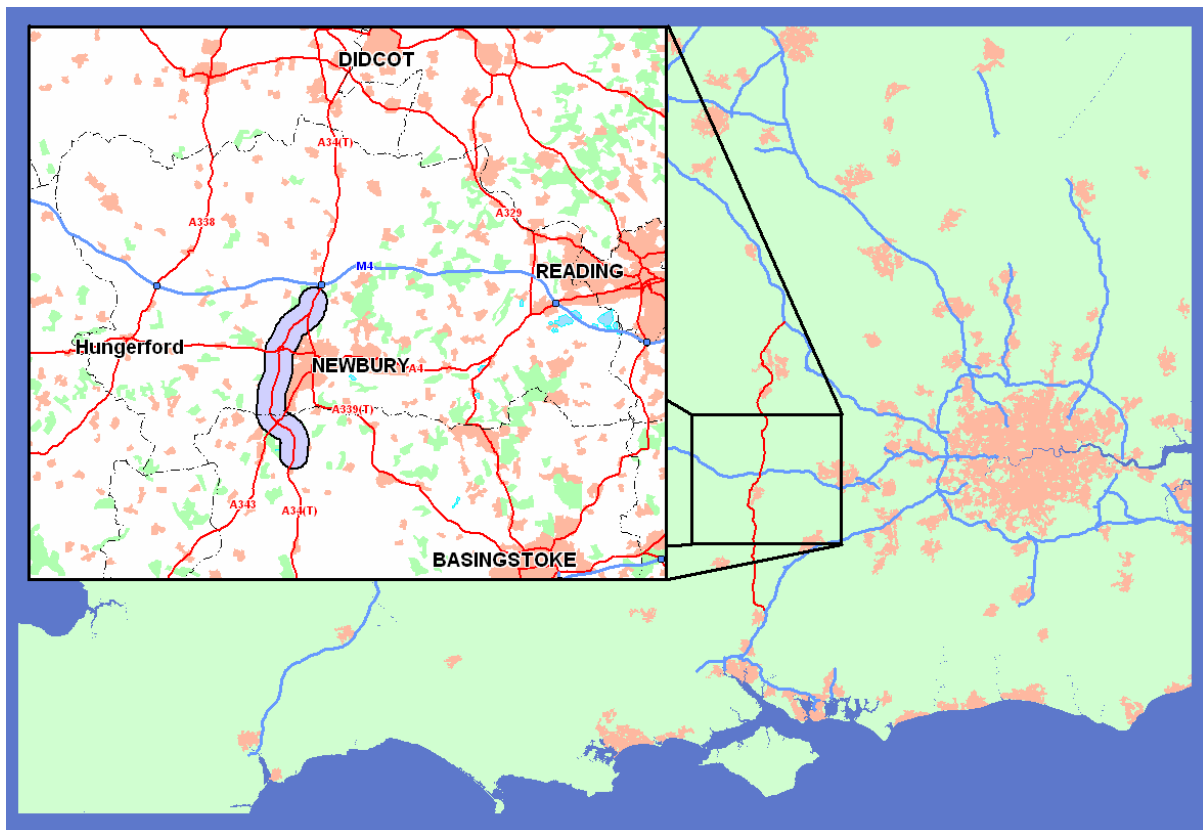 DIDCOT
A34(T)
A338
A329
M4
READING
Hungerford
NEWBURY
A4
A339(T)
A343
A34(T)
BASINGSTOKE